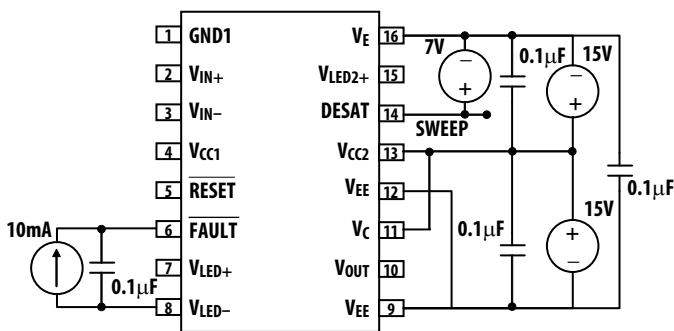 1 GND1 VE 16
2 VIN+ VLED2+ 15
3 VIN− DESAT 14
4 VCC1 VCC2 13
5 RESET VEE 12
6 FAULT VC 11
7 VLED+ VOUT 10
8 VLED− VEE 9
7V
−
+
SWEEP
0.1μF
15V
−
+
0.1μF
0.1μF
15V
+
−
10mA
0.1μF